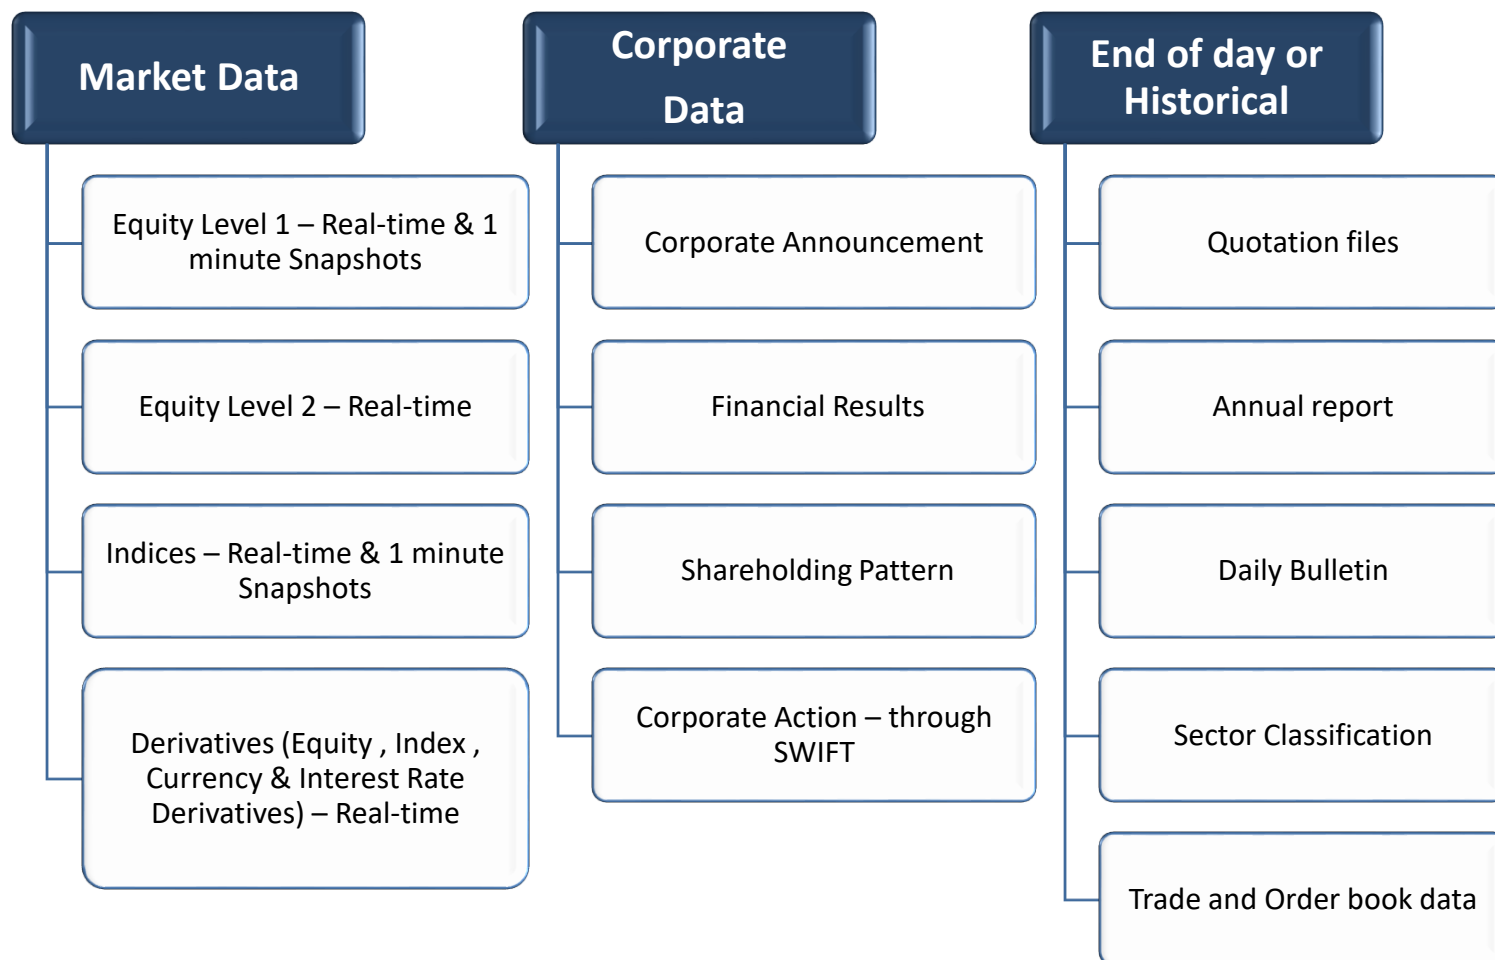 Market Data
Equity Level 1 – Real-time & 1
minute Snapshots
Equity Level 2 – Real-time
Indices – Real-time & 1 minute
Snapshots
Derivatives (Equity , Index ,
Currency & Interest Rate
Derivatives) – Real-time
Corporate
Data
Corporate Announcement
Financial Results
Shareholding Pattern
Corporate Action – through
SWIFT
End of day or
Historical
Quotation files
Annual report
Daily Bulletin
Sector Classification
Trade and Order book data